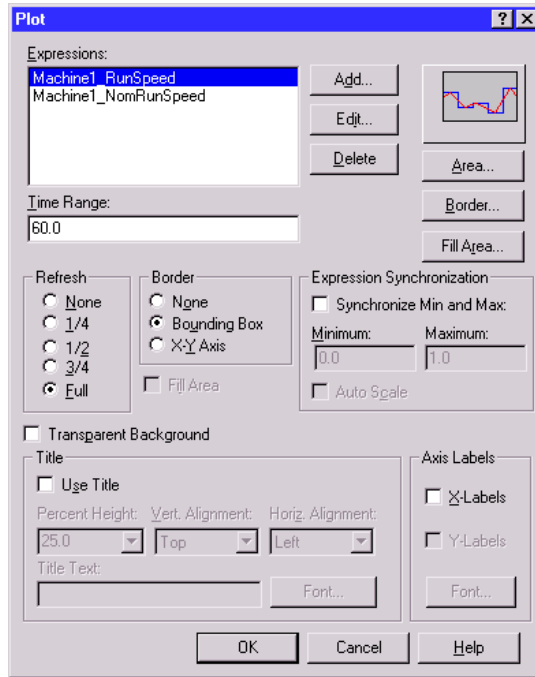 Plot
Expressions:
Machine1_RunSpeed
Machine1_NomRunSpeed
Add...
Edit...
Delete
Area...
Border...
Fill Area...
Time Range:
60.0
Refresh
None
1/4
1/2
3/4
Full
Border
None
Bounding Box
X-Y Axis
Fill Area
Expression Synchronization
Synchronize Min and Max:
Minimum: Maximum:
0.0 1.0
Auto Scale
Transparent Background
Title
Use Title
Percent Height: Vert. Alignment: Horiz. Alignment:
25.0 Top Left
Title Text:
Font...
Axis Labels
X-Labels
Y-Labels
Font...
OK Cancel Help